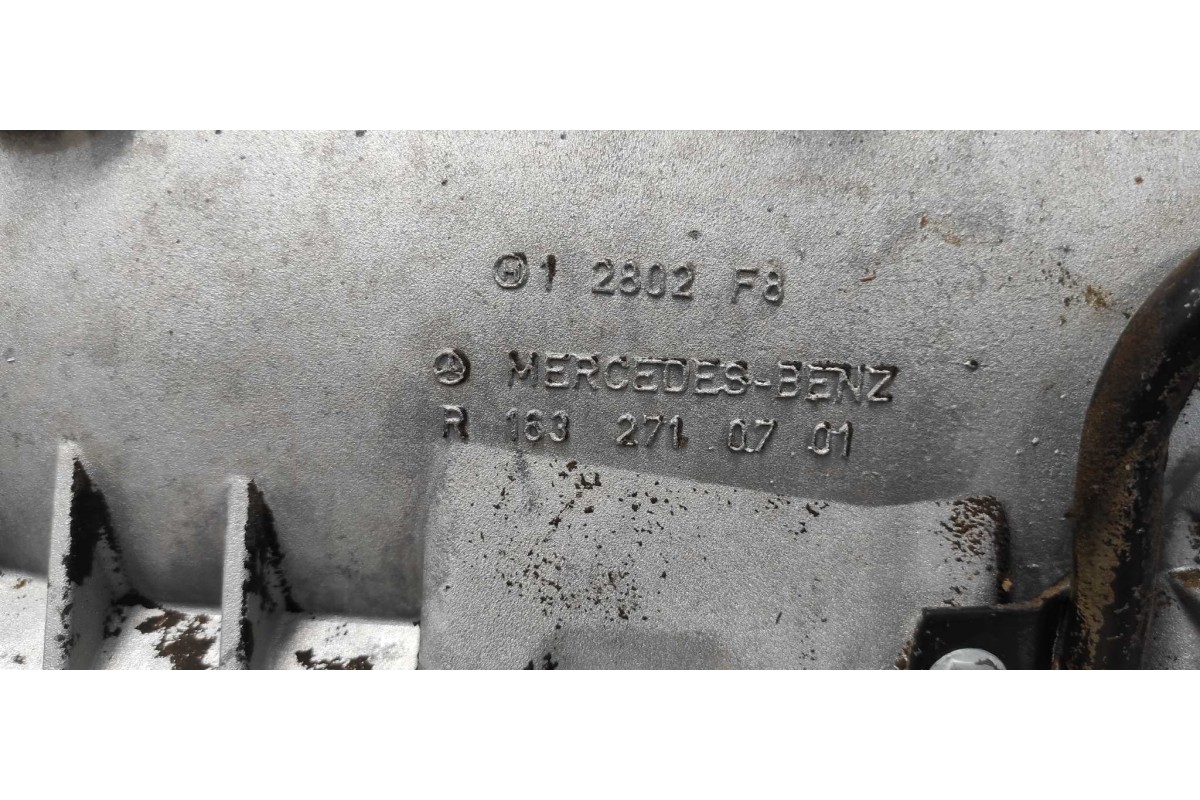 H 1 2802 F8
MERCEDES-BENZ
R 163 271 07 01